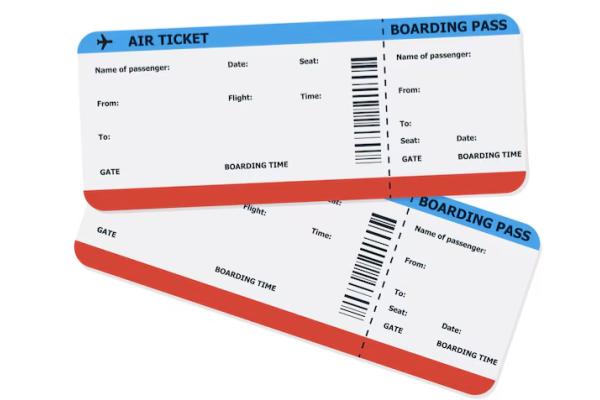 AIR TICKET
Name of passenger: Date: Seat:
From: Flight: Time:
To:
GATE BOARDING TIME
BOARDING PASS
Name of passenger:
From:
To:
Seat: Date:
GATE BOARDING TIME
Flight:
Time:
GATE
BOARDING TIME
BOARDING PASS
Name of passenger:
From:
To:
Seat: Date:
GATE BOARDING TIME